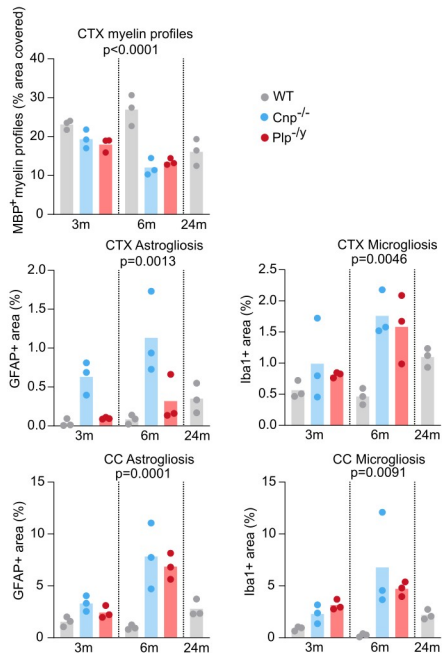 CTX myelin profiles
p<0.0001
MBP⁺ myelin profiles (% area covered)
40
30
20
10
0
3m
6m
24m
WT
Cnp⁻/⁻
Plp⁻/y
CTX Astrogliosis
p=0.0013
GFAP+ area (%)
2.0
1.5
1.0
0.5
0.0
3m
6m
24m
CTX Microgliosis
p=0.0046
Iba1+ area (%)
2.5
2.0
1.5
1.0
0.5
0.0
3m
6m
24m
CC Astrogliosis
p=0.0001
GFAP+ area (%)
15
10
5
0
3m
6m
24m
CC Microgliosis
p=0.0091
Iba1+ area (%)
15
10
5
0
3m
6m
24m